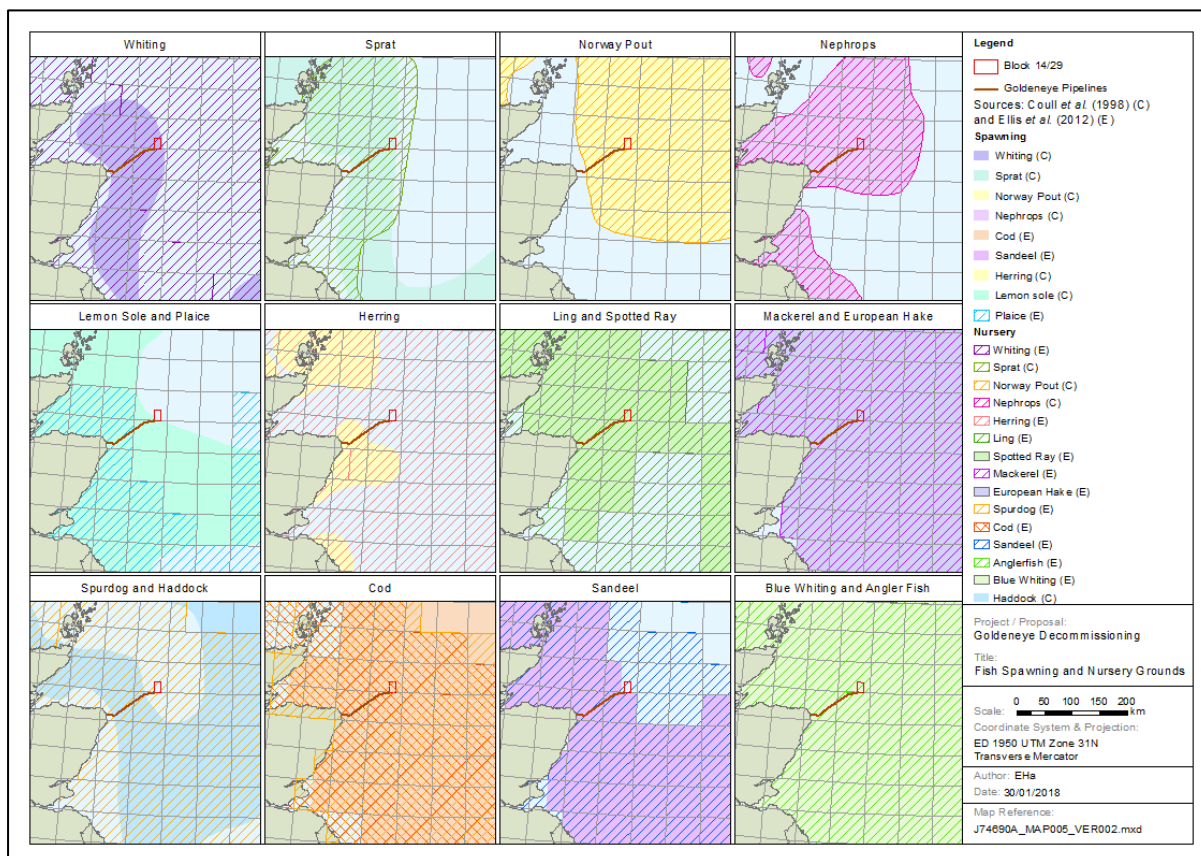 Whiting
Sprat
Norway Pout
Nephrops
Lemon Sole and Plaice
Herring
Ling and Spotted Ray
Mackerel and European Hake
Spurdog and Haddock
Cod
Sandeel
Blue Whiting and Angler Fish
Legend
Block 14/29
Goldeneye Pipelines
Sources: Coull et al. (1998) (C)
and Ellis et al. (2012) (E)
Spawning
Whiting (C)
Sprat (C)
Norway Pout (C)
Nephrops (C)
Cod (E)
Sandeel (E)
Herring (C)
Lemon sole (C)
Plaice (E)
Nursery
Whiting (E)
Sprat (C)
Norway Pout (C)
Nephrops (C)
Herring (E)
Ling (E)
Spotted Ray (E)
Mackerel (E)
European Hake (E)
Spurdog (E)
Cod (E)
Sandeel (E)
Anglerfish (E)
Blue Whiting (E)
Haddock (C)
Project / Proposal:
Goldeneye Decommissioning
Title:
Fish Spawning and Nursery Grounds
0 50 100 150 200
Scale: km
Coordinate System & Projection:
ED 1950 UTM Zone 31N
Transverse Mercator
Author: EHa
Date: 30/01/2018
Map Reference:
J74690A_MAP005_VER002.mxd